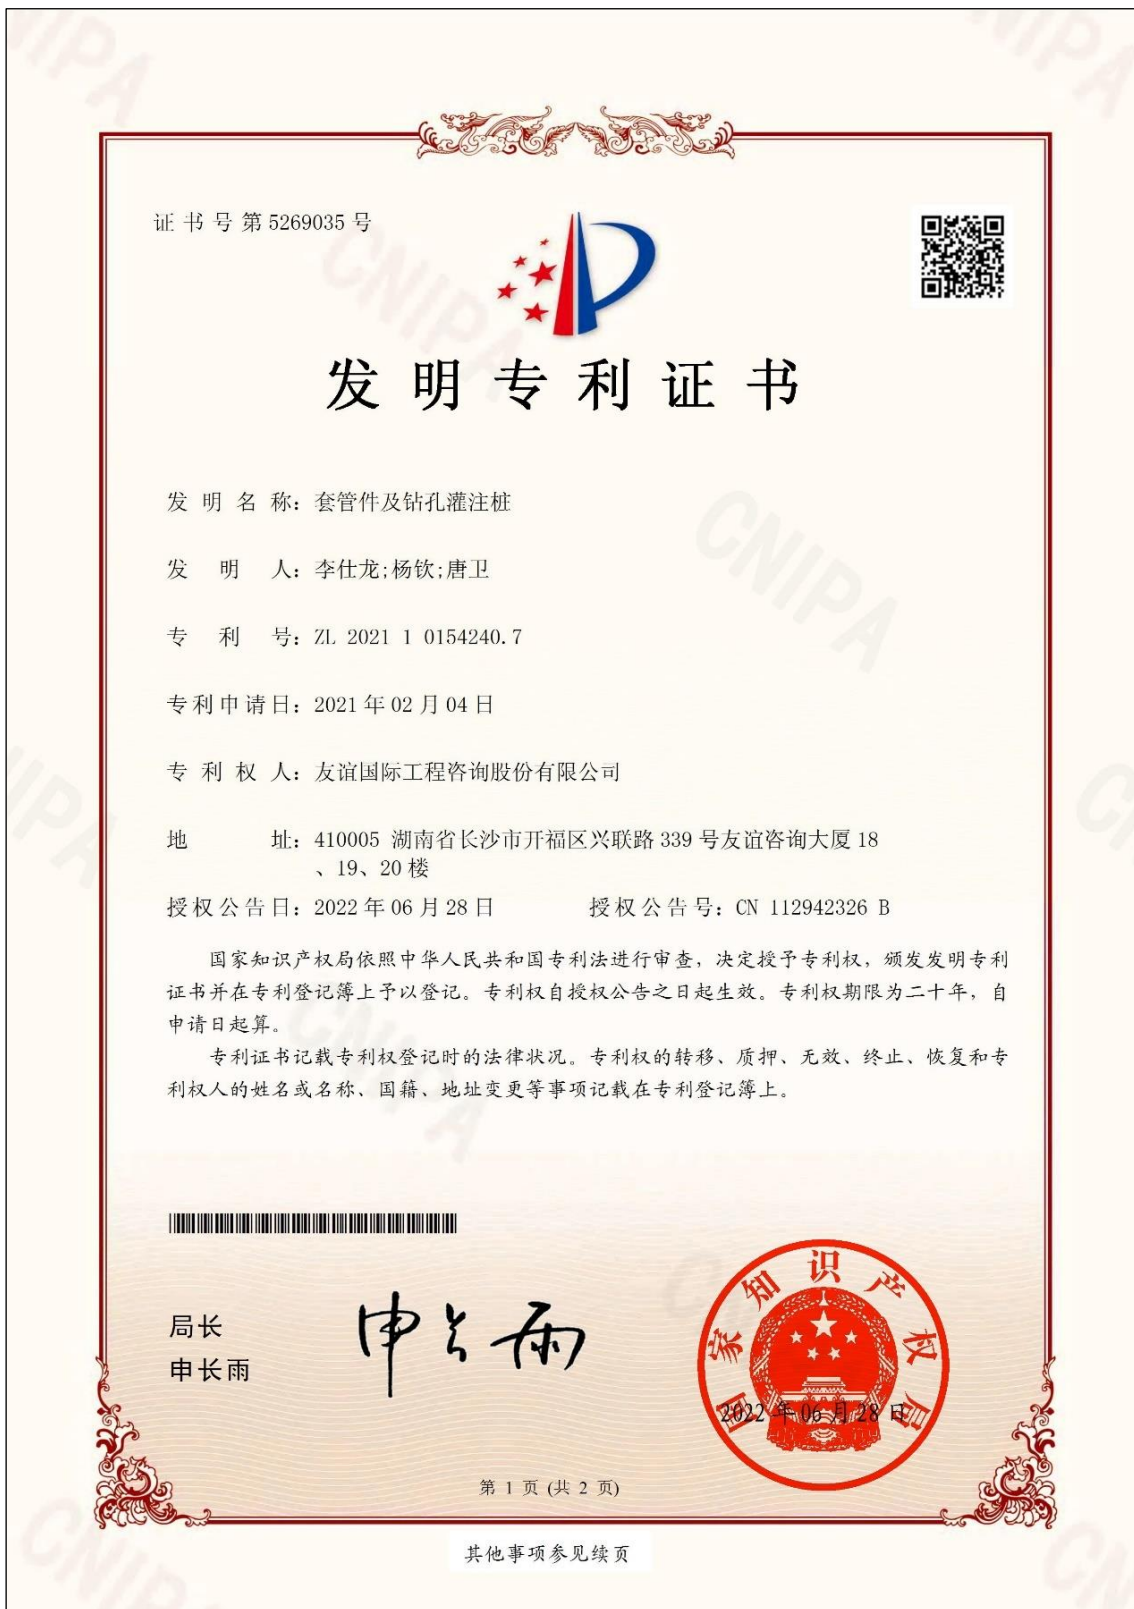 证书号第5269035号
发明专利证书
发明名称：套管件及钻孔灌注桩
发明人：李仕龙;杨钦;唐卫
专利号：ZL 2021 1 0154240.7
专利申请日：2021年02月04日
专利权人：友谊国际工程咨询股份有限公司
地址：410005 湖南省长沙市开福区兴联路339号友谊咨询大厦18
、19、20楼
授权公告日：2022年06月28日 授权公告号：CN 112942326 B
国家知识产权局依照中华人民共和国专利法进行审查，决定授予专利权，颁发发明专利
证书并在专利登记簿上予以登记。专利权自授权公告之日起生效。专利权期限为二十年，自
申请日起算。
专利证书记载专利权登记时的法律状况。专利权的转移、质押、无效、终止、恢复和专
利权人的姓名或名称、国籍、地址变更等事项记载在专利登记簿上。
局长
申长雨
申长雨
国家知识产权局
2022年06月28日
第 1 页 (共 2 页)
其他事项参见续页
CNIPA
CNIPA
CNIPA
CNIPA
CNIPA
CNIPA